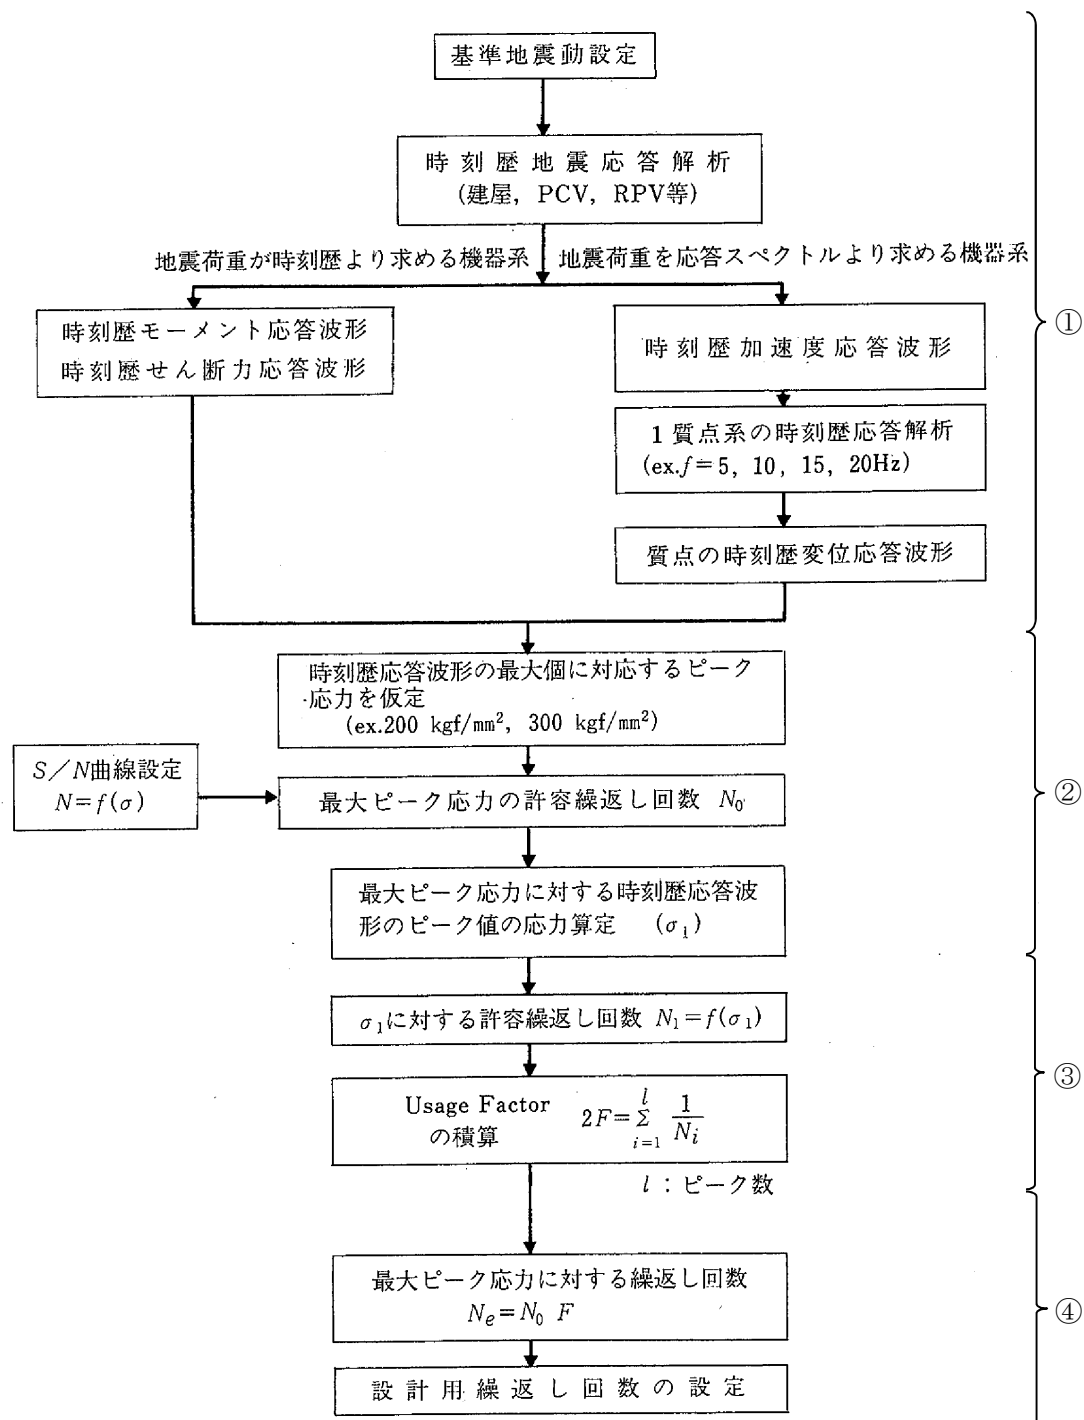 基準地震動設定
時刻歴地震応答解析
(建屋, PCV, RPV等)
地震荷重が時刻歴より求める機器系
地震荷重を応答スペクトルより求める機器系
時刻歴モーメント応答波形
時刻歴せん断力応答波形
時刻歴加速度応答波形
1質点系の時刻歴応答解析
(ex.f=5, 10, 15, 20Hz)
質点の時刻歴変位応答波形
①
時刻歴応答波形の最大個に対応するピーク
応力を仮定
(ex.200 kgf/mm², 300 kgf/mm²)
S/N曲線設定
N=f(σ)
最大ピーク応力の許容繰返し回数 N₀
最大ピーク応力に対する時刻歴応答波
形のピーク値の応力算定 (σ₁)
②
σ₁に対する許容繰返し回数 N₁=f(σ₁)
Usage Factor
の積算
2F=Σ_{i=1}^{l} 1/Nᵢ
l:ピーク数
③
最大ピーク応力に対する繰返し回数
Nₑ=N₀ F
設計用繰返し回数の設定
④